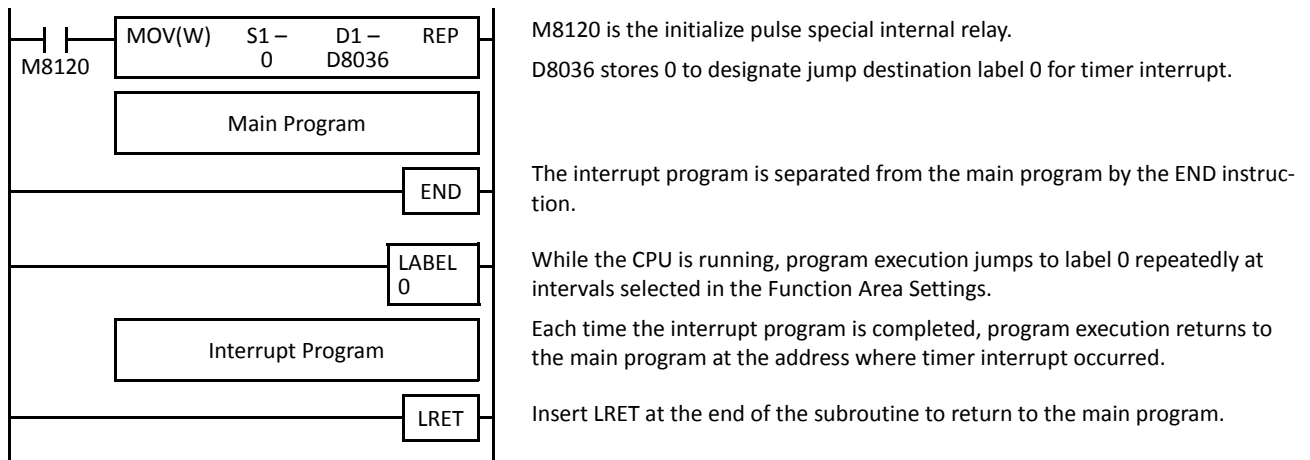 MOV(W) S1 – D1 – REP
0 D8036
M8120
M8120 is the initialize pulse special internal relay.
D8036 stores 0 to designate jump destination label 0 for timer interrupt.
Main Program
END
The interrupt program is separated from the main program by the END instruc-
tion.
LABEL
0
While the CPU is running, program execution jumps to label 0 repeatedly at
intervals selected in the Function Area Settings.
Interrupt Program
Each time the interrupt program is completed, program execution returns to
the main program at the address where timer interrupt occurred.
LRET
Insert LRET at the end of the subroutine to return to the main program.